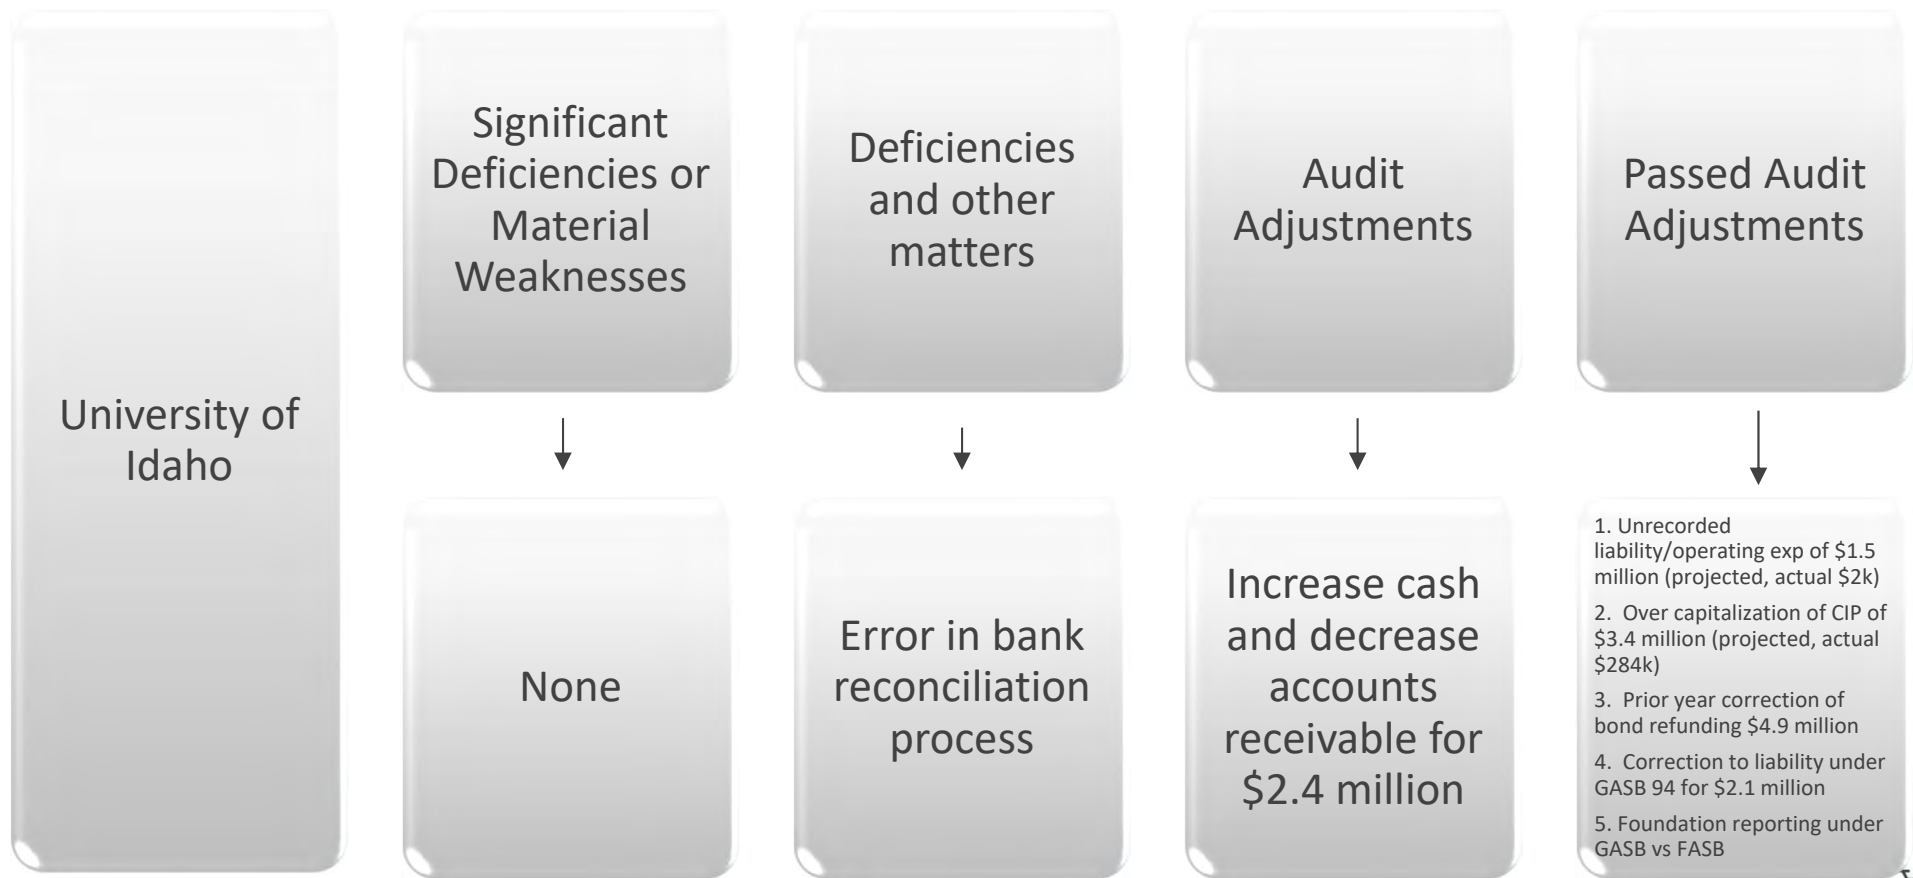 University of
Idaho
Significant
Deficiencies or
Material
Weaknesses
None
Deficiencies
and other
matters
Error in bank
reconciliation
process
Audit
Adjustments
Increase cash
and decrease
accounts
receivable for
$2.4 million
Passed Audit
Adjustments
1. Unrecorded
liability/operating exp of $1.5
million (projected, actual $2k)
2. Over capitalization of CIP of
$3.4 million (projected, actual
$284k)
3. Prior year correction of
bond refunding $4.9 million
4. Correction to liability under
GASB 94 for $2.1 million
5. Foundation reporting under
GASB vs FASB